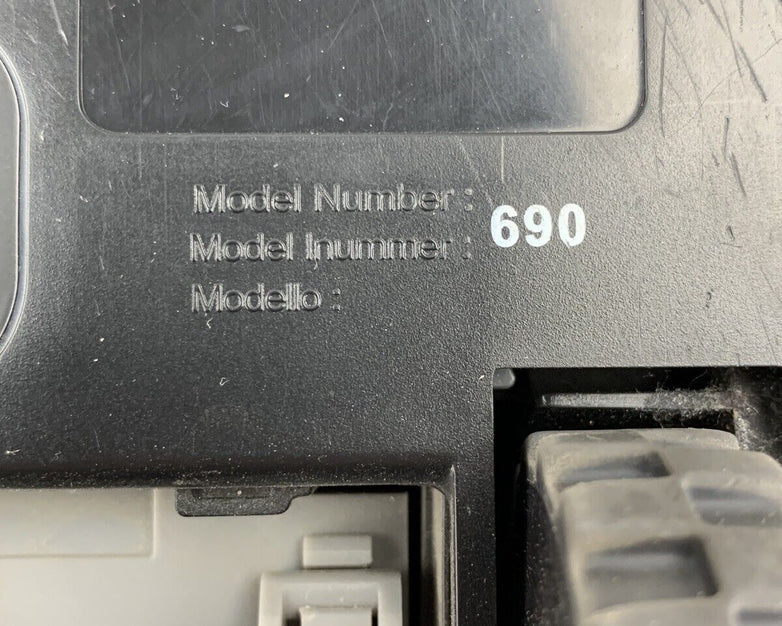 Model Number : 690
Model Inummer :
Modello :